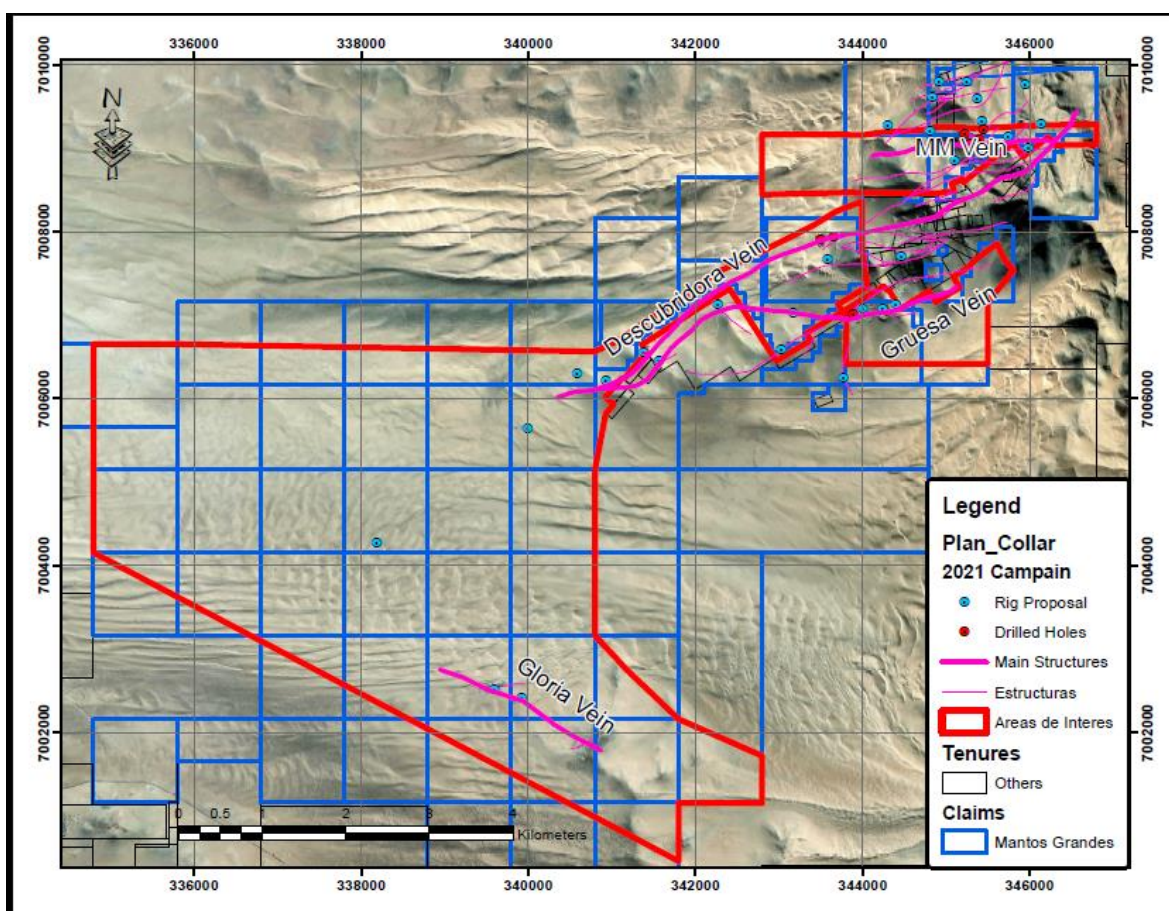 336000 338000 340000 342000 344000 346000
7010000 7010000
N
MM Vein
7008000 7008000
Descubridora Vein
Gruesa Vein
7006000 7006000
Legend
Plan_Collar
2021 Campain
Rig Proposal
Drilled Holes
Main Structures
Estructuras
Areas de Interes
Tenures
Others
Claims
Mantos Grandes
7004000 7004000
Gloria Vein
7002000 7002000
0 0.5 1 2 3 4
Kilometers
336000 338000 340000 342000 344000 346000